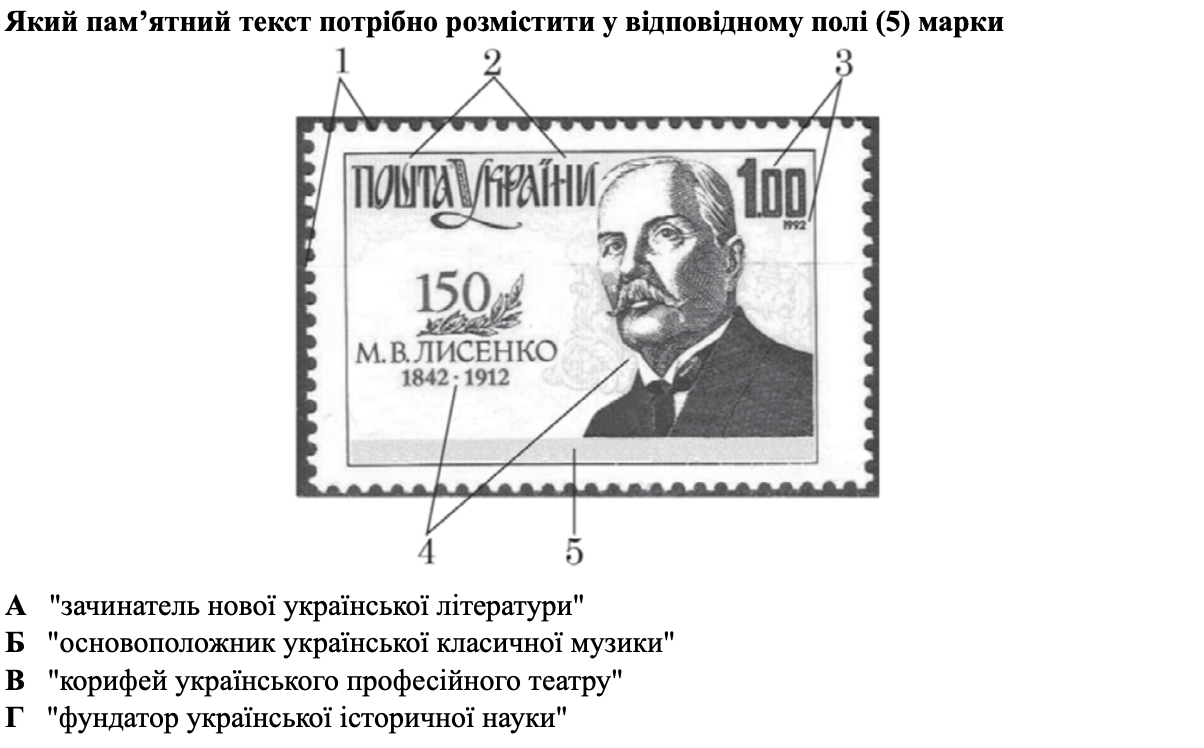 Який пам’ятний текст потрібно розмістити у відповідному полі (5) марки
1 2 3
ПОШТА УКРАЇНИ 1.00
1992
150
М. В. ЛИСЕНКО
1842 · 1912
4 5
А "зачинатель нової української літератури"
Б "основоположник української класичної музики"
В "корифей українського професійного театру"
Г "фундатор української історичної науки"